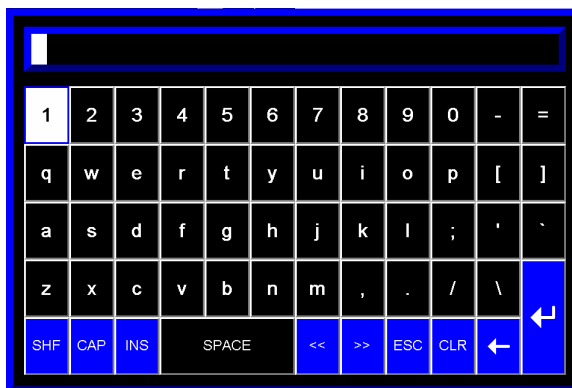 1 2 3 4 5 6 7 8 9 0 - =
q w e r t y u i o p [ ]
a s d f g h j k l ; ' `
z x c v b n m , . / \
SHF CAP INS SPACE << >> ESC CLR ←